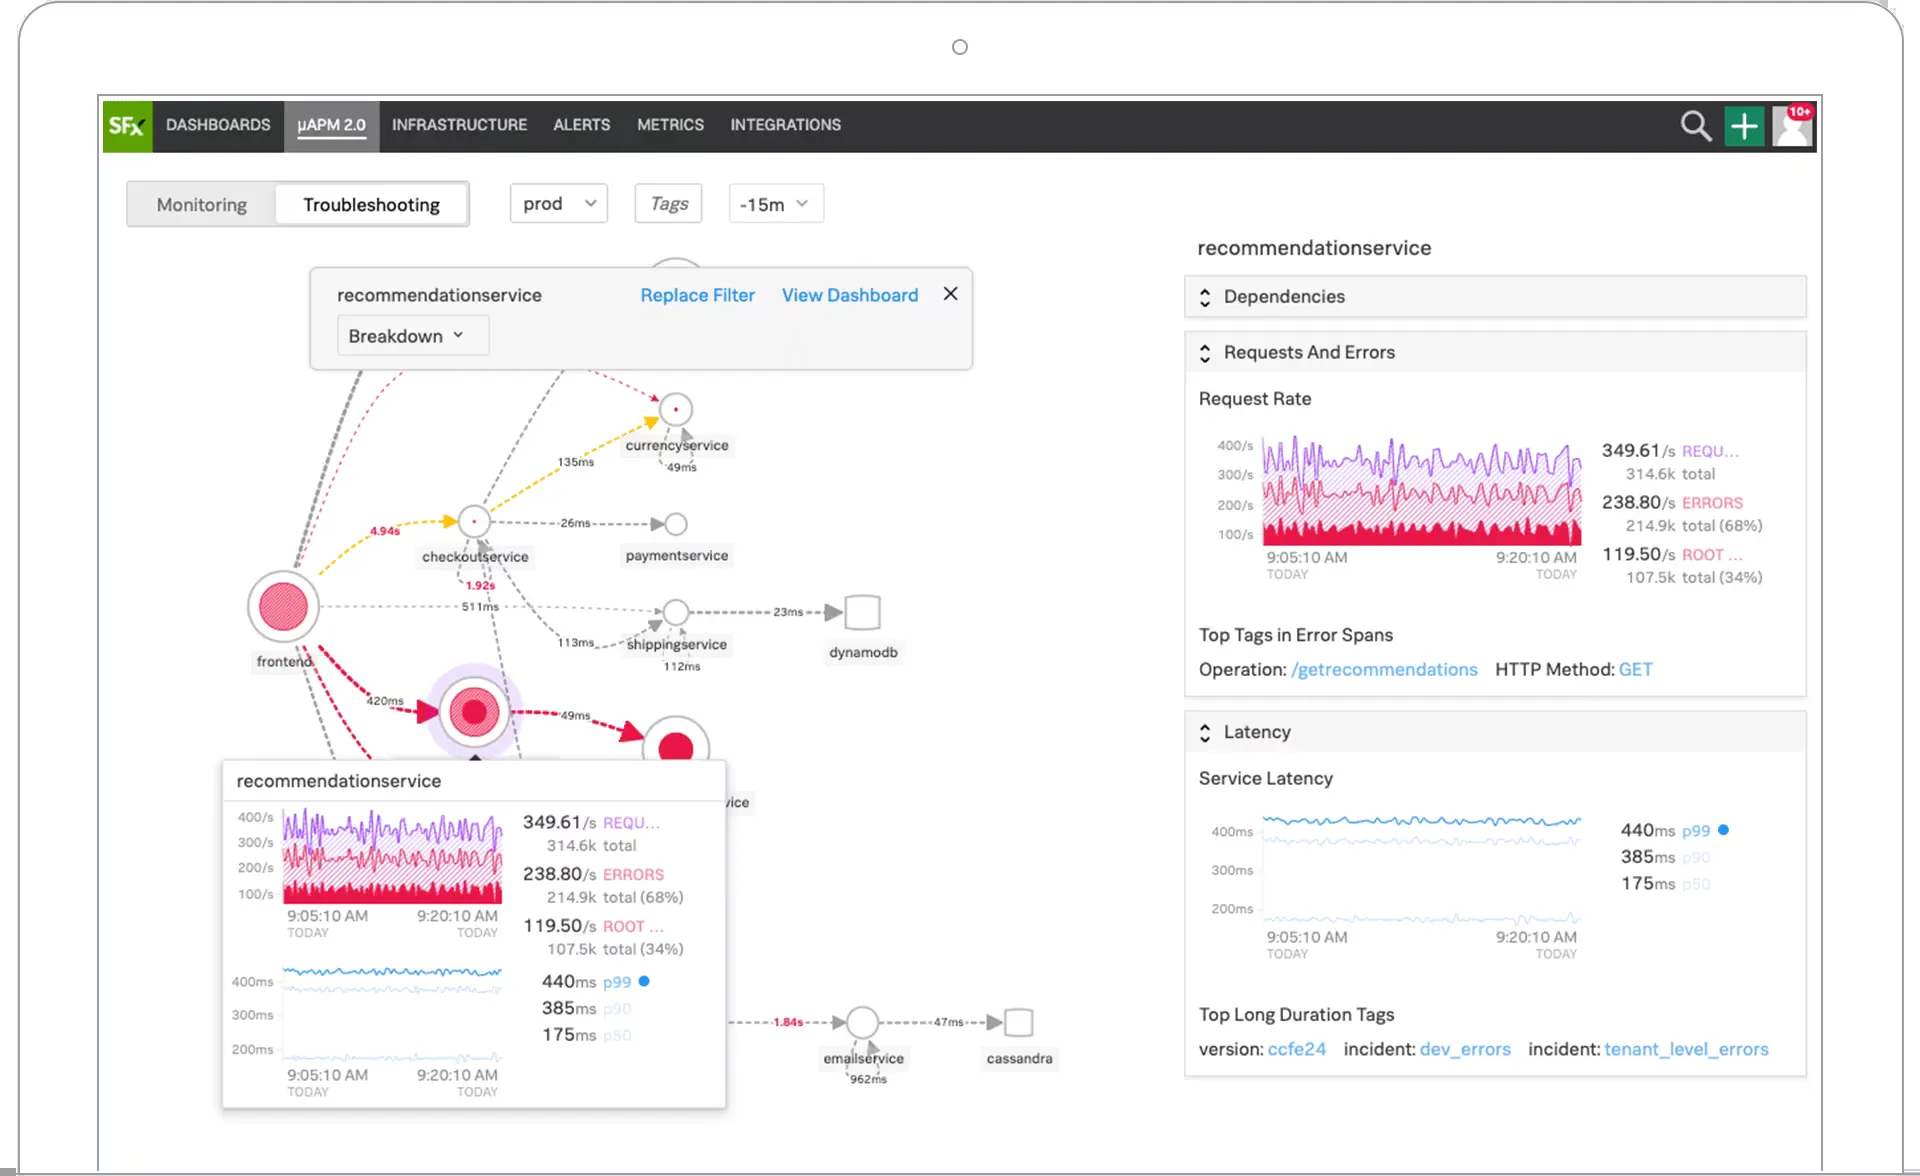 SFx DASHBOARDS µAPM 2.0 INFRASTRUCTURE ALERTS METRICS INTEGRATIONS 10+
Monitoring Troubleshooting prod Tags -15m
recommendationservice Replace Filter View Dashboard
Breakdown
135ms
currencyservice
49ms
4.94s
26ms
checkoutservice
paymentservice
1.92s
511ms
23ms
113ms
shippingservice
112ms
dynamodb
frontend
420ms
49ms
vice
recommendationservice
400/s
300/s
200/s
100/s
9:05:10 AM 9:20:10 AM
TODAY TODAY
349.61/s REQU...
314.6k total
238.80/s ERRORS
214.9k total (68%)
119.50/s ROOT ...
107.5k total (34%)
400ms
300ms
200ms
9:05:10 AM 9:20:10 AM
TODAY TODAY
440ms p99
385ms p90
175ms p50
1.84s
47ms
emailservice
962ms
cassandra
recommendationservice
Dependencies
Requests And Errors
Request Rate
400/s
300/s
200/s
100/s
9:05:10 AM 9:20:10 AM
TODAY TODAY
349.61/s REQU...
314.6k total
238.80/s ERRORS
214.9k total (68%)
119.50/s ROOT ...
107.5k total (34%)
Top Tags in Error Spans
Operation: /getrecommendations HTTP Method: GET
Latency
Service Latency
400ms
300ms
200ms
9:05:10 AM 9:20:10 AM
TODAY TODAY
440ms p99
385ms p90
175ms p50
Top Long Duration Tags
version: ccfe24 incident: dev_errors incident: tenant_level_errors